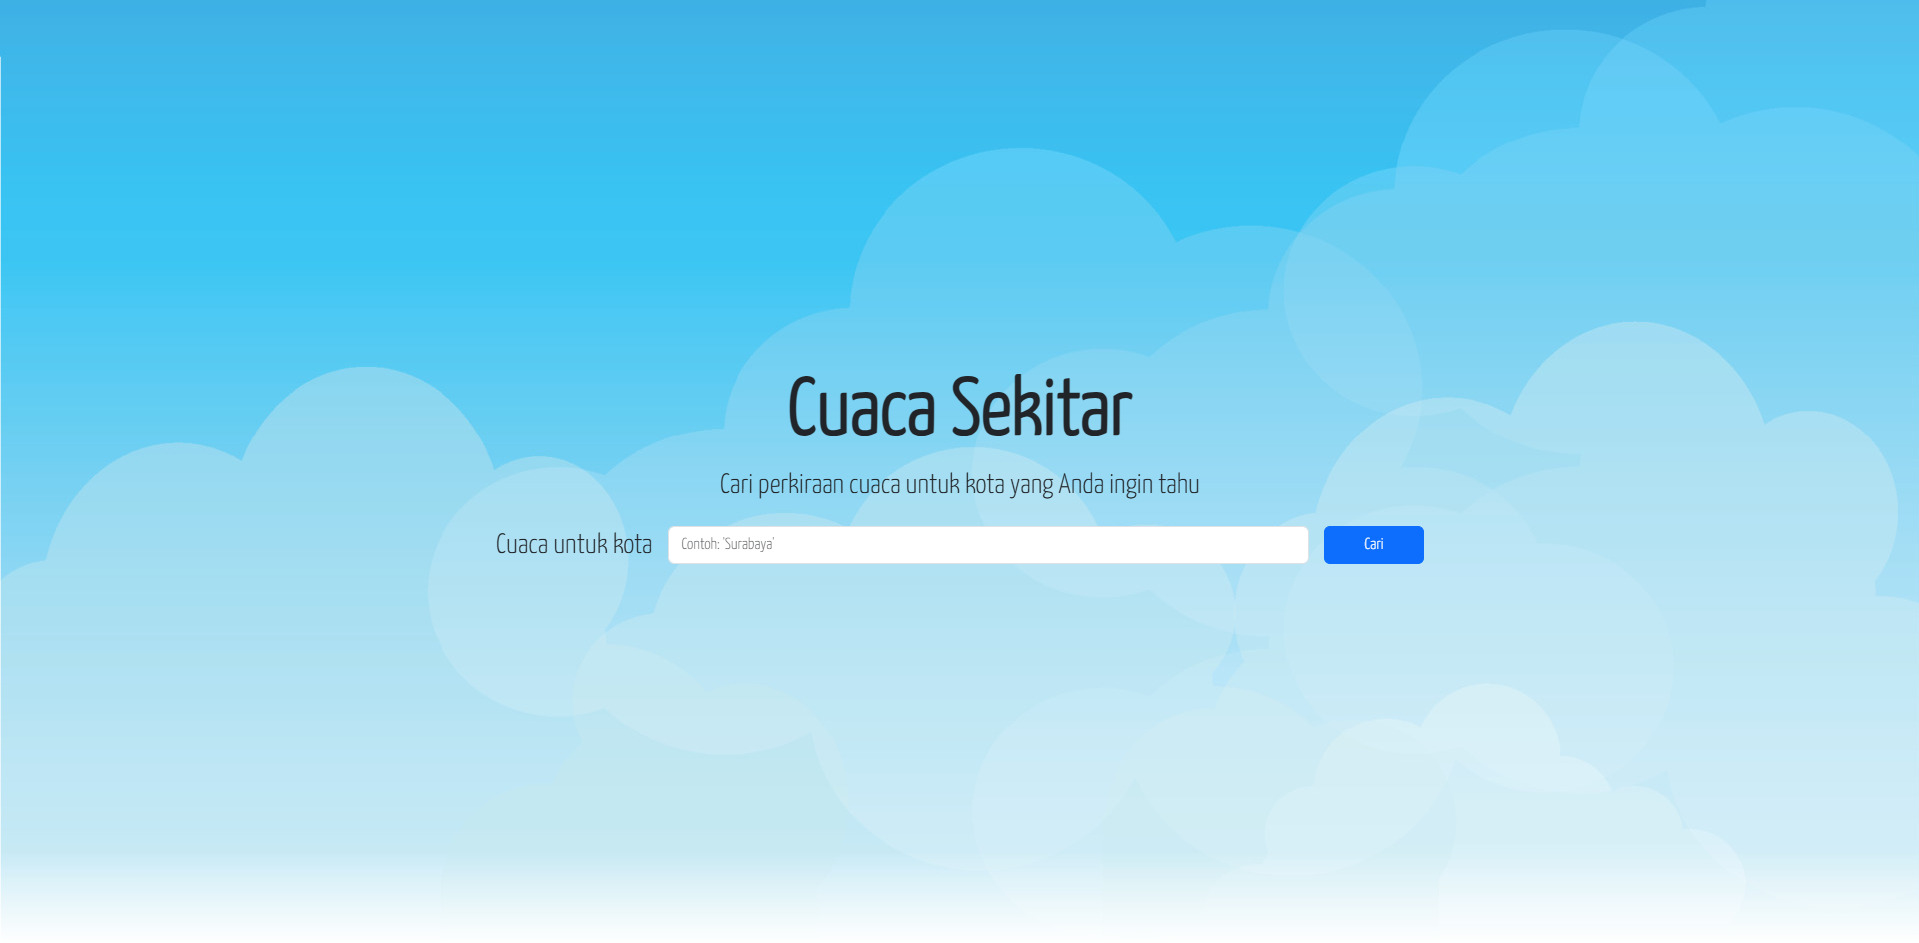 Cuaca Sekitar
Cari perkiraan cuaca untuk kota yang Anda ingin tahu
Cuaca untuk kota Contoh: 'Surabaya' Cari